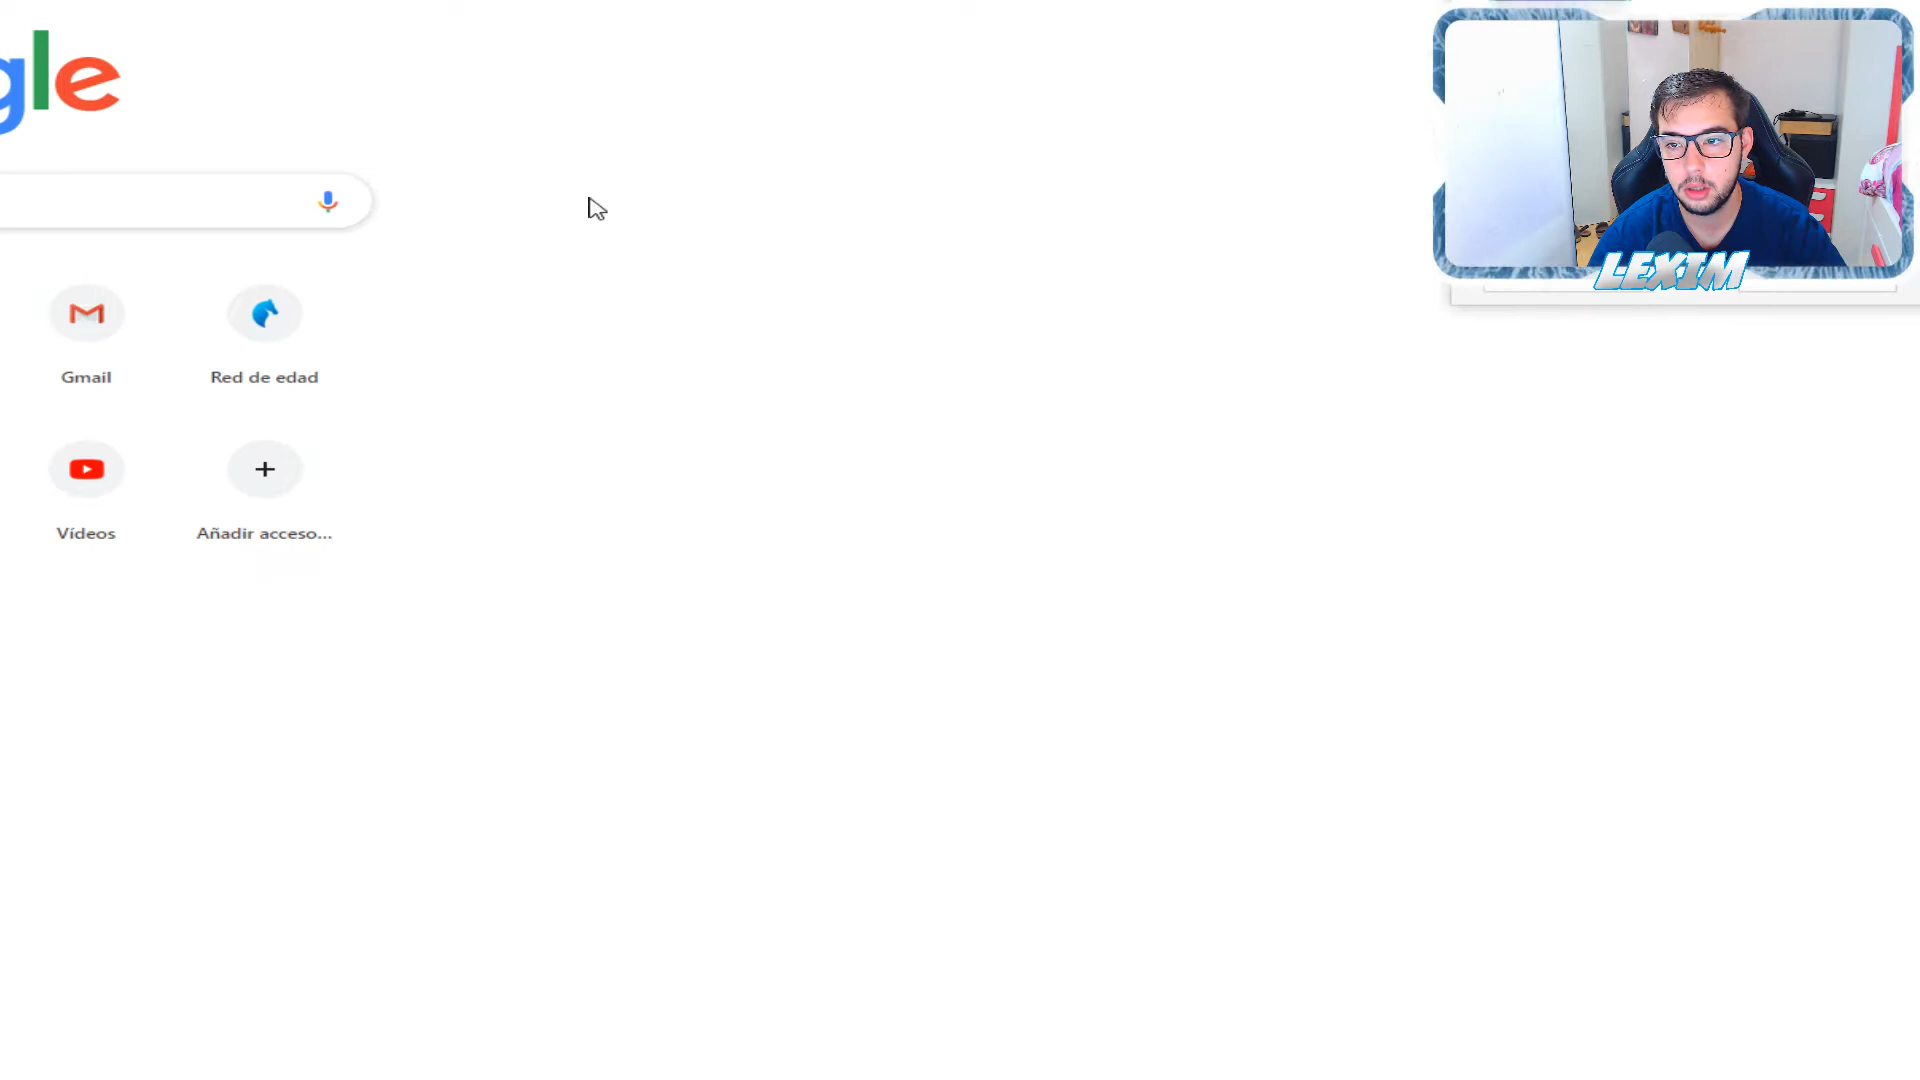 gle
LEXIM
Gmail
Red de edad
Vídeos
Añadir acceso...